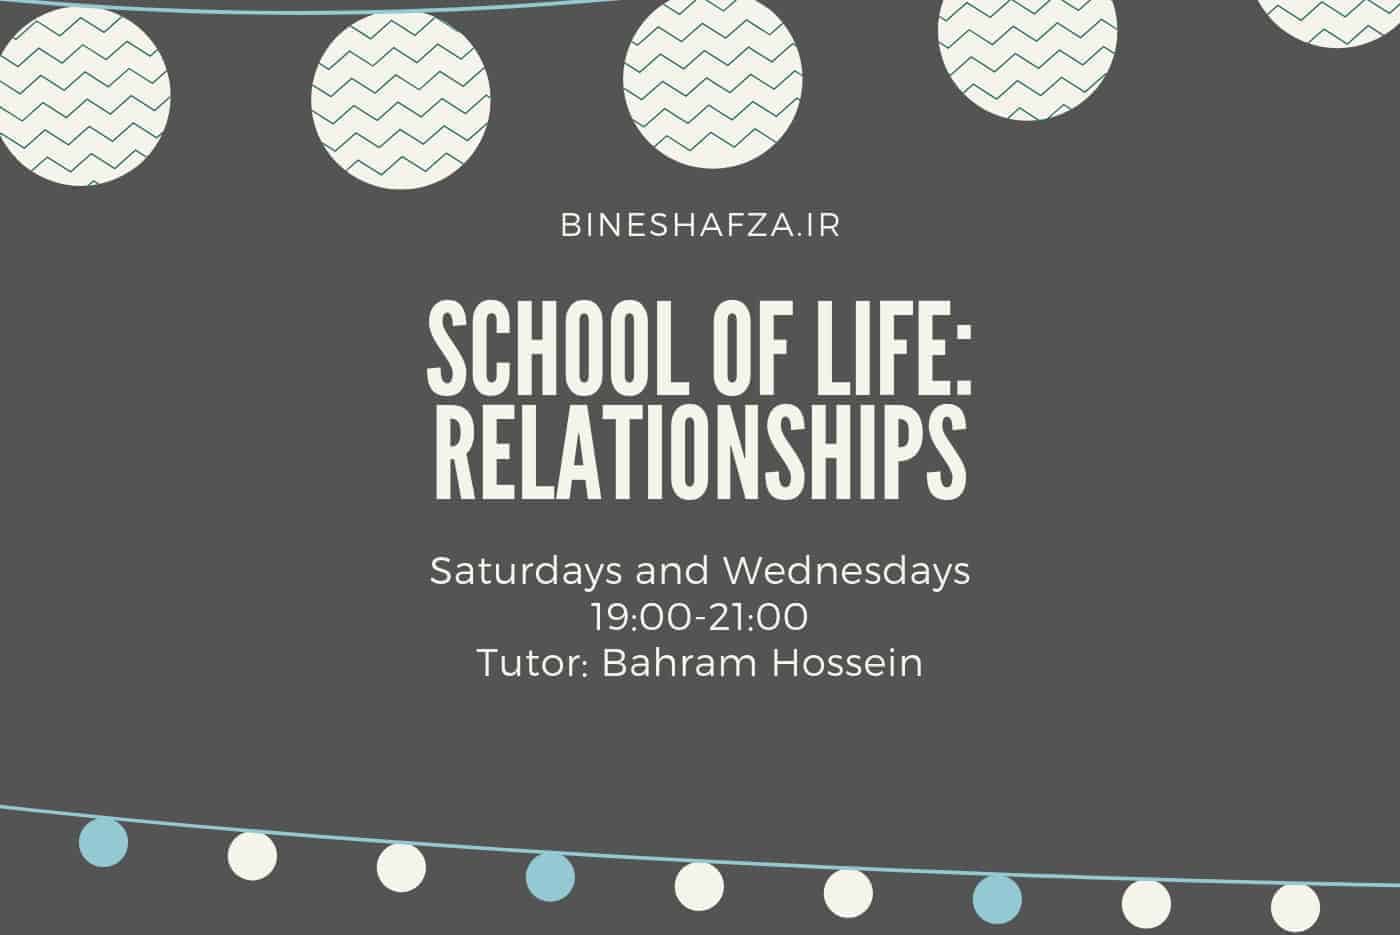 BINESHAFZA.IR
SCHOOL OF LIFE:
RELATIONSHIPS
Saturdays and Wednesdays
19:00-21:00
Tutor: Bahram Hossein